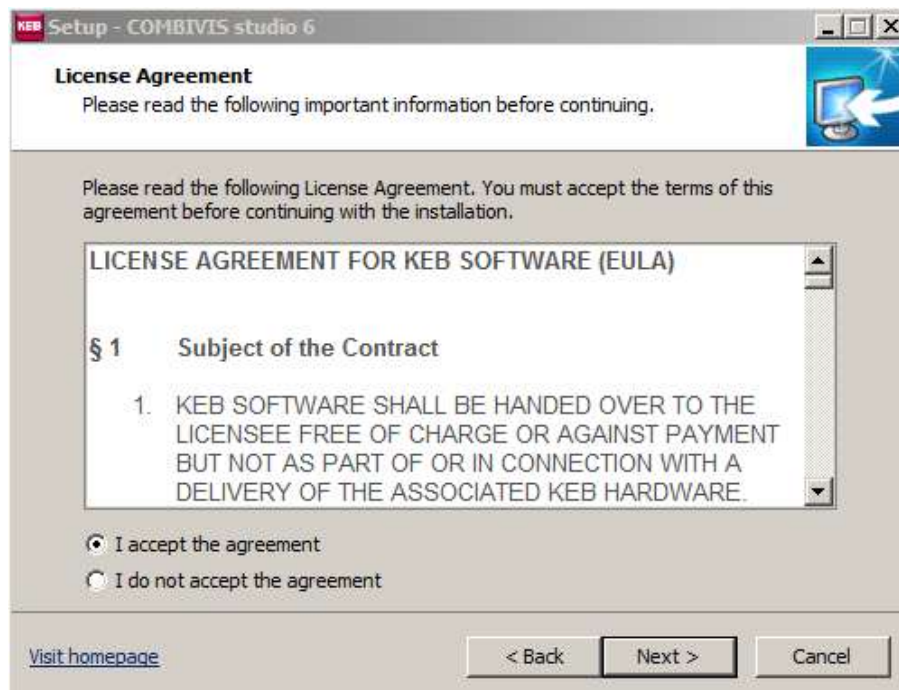 KEB Setup - COMBIVIS studio 6
License Agreement
Please read the following important information before continuing.
Please read the following License Agreement. You must accept the terms of this
agreement before continuing with the installation.
LICENSE AGREEMENT FOR KEB SOFTWARE (EULA)
§ 1 Subject of the Contract
1. KEB SOFTWARE SHALL BE HANDED OVER TO THE
LICENSEE FREE OF CHARGE OR AGAINST PAYMENT
BUT NOT AS PART OF OR IN CONNECTION WITH A
DELIVERY OF THE ASSOCIATED KEB HARDWARE.
I accept the agreement
I do not accept the agreement
Visit homepage
< Back
Next >
Cancel